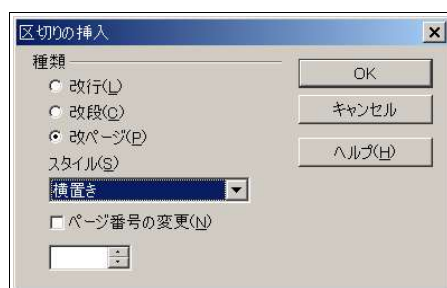 区切りの挿入
種類
改行(L)
改段(C)
改ページ(P)
スタイル(S)
横置き
ページ番号の変更(N)
OK
キャンセル
ヘルプ(H)